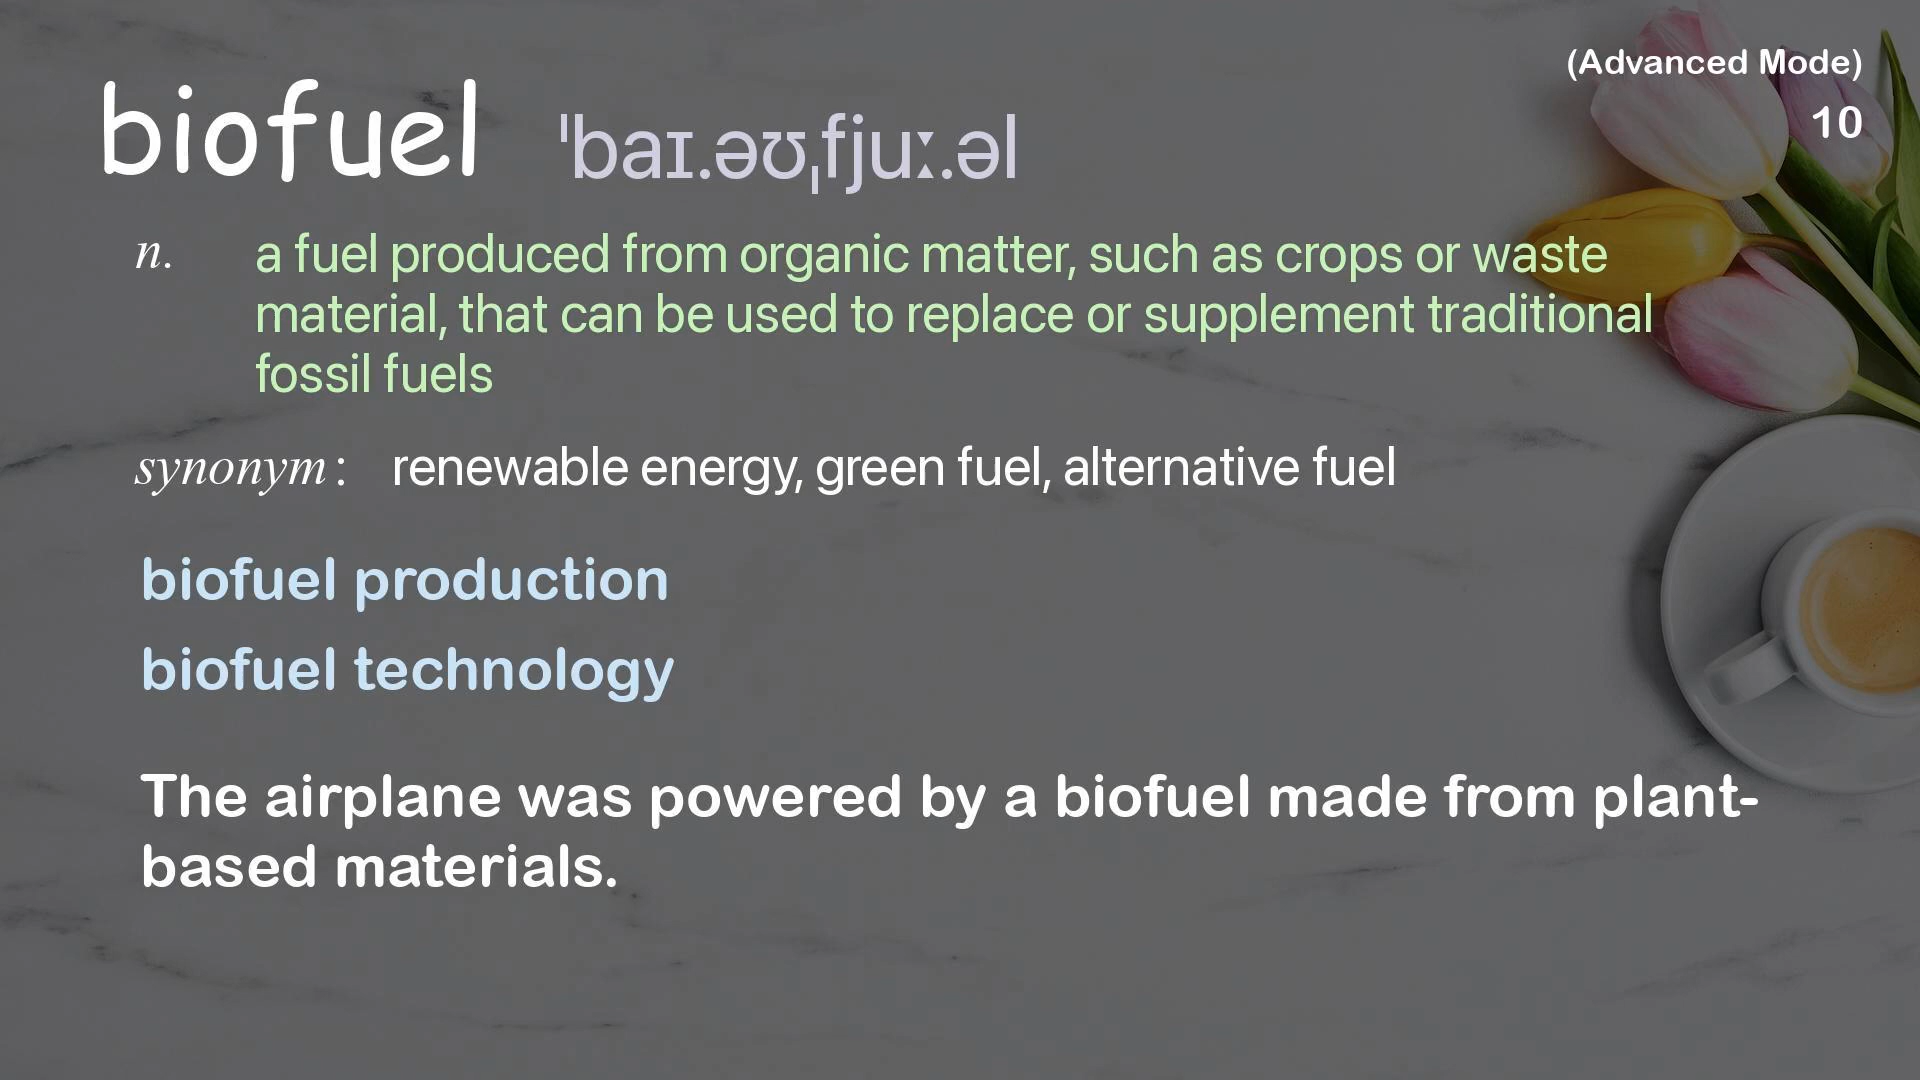 (Advanced Mode)
10
biofuel ˈbaɪ.əʊˌfjuː.əl
n. a fuel produced from organic matter, such as crops or waste
material, that can be used to replace or supplement traditional
fossil fuels
synonym : renewable energy, green fuel, alternative fuel
biofuel production
biofuel technology
The airplane was powered by a biofuel made from plant-
based materials.